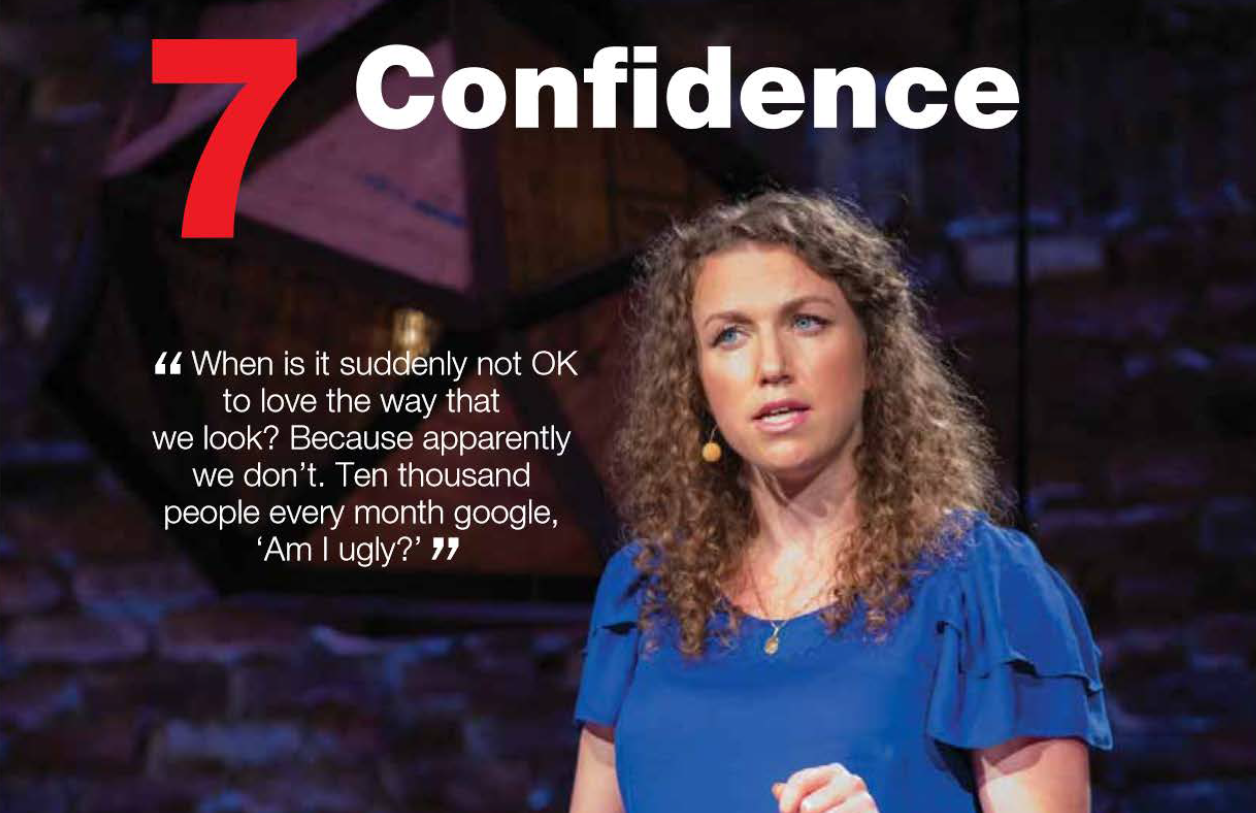 7 Confidence
“ When is it suddenly not OK
to love the way that
we look? Because apparently
we don’t. Ten thousand
people every month google,
‘Am I ugly?’ ”